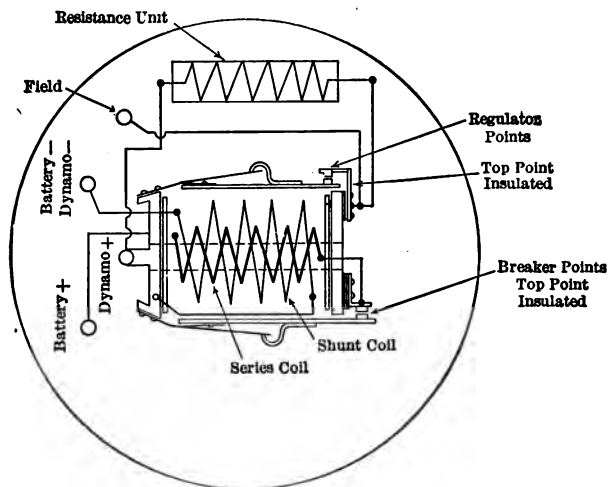 Resistance Unit
Field
Regulator
Points
Top Point
Insulated
Battery—
Dynamo—
Dynamo+
Battery+
Breaker Points
Top Point
Insulated
Shunt Coil
Series Coil